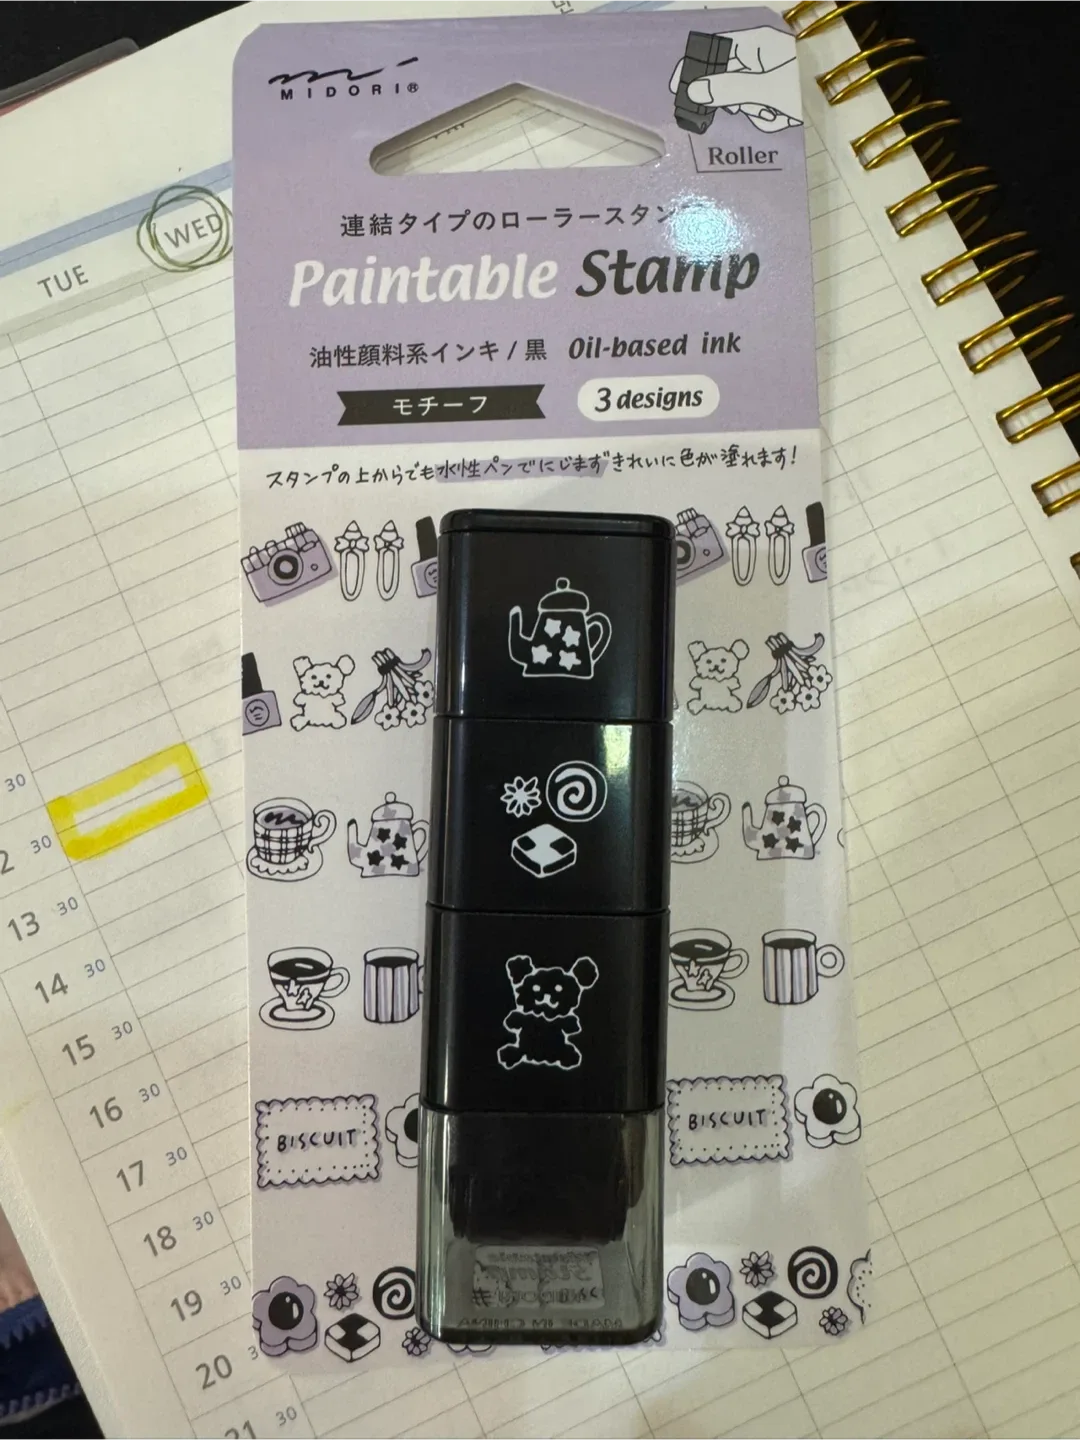 MIDORI®
Roller
連結タイプのローラースタンプ
Paintable Stamp
油性顔料系インキ / 黒 Oil-based ink
モチーフ
3 designs
スタンプの上からでも水性ペンでにじまずきれいに色が塗れます!
BISCUIT
BISCUIT
TUE
WED
30
2 30
13 30
14 30
15 30
16 30
17 30
18 30
19 30
20 3
21 30